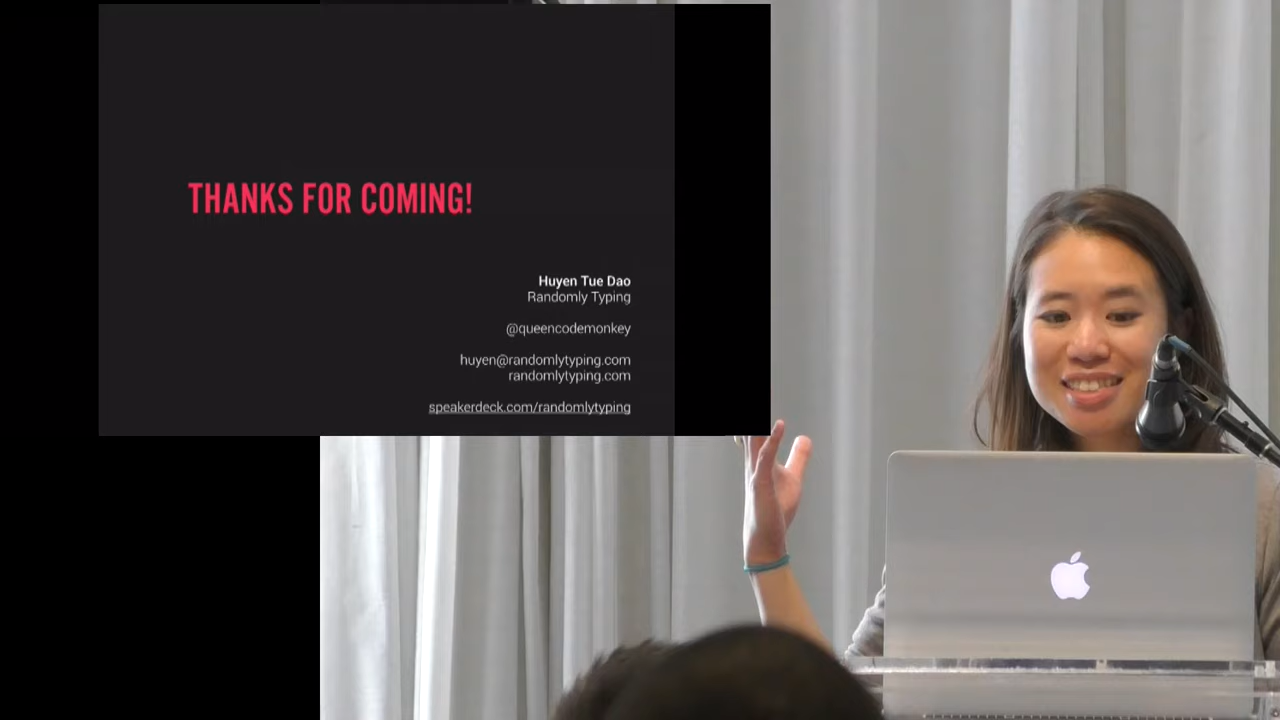 THANKS FOR COMING!
Huyen Tue Dao
Randomly Typing
@queencodemonkey
huyen@randomlytyping.com
randomlytyping.com
speakerdeck.com/randomlytyping